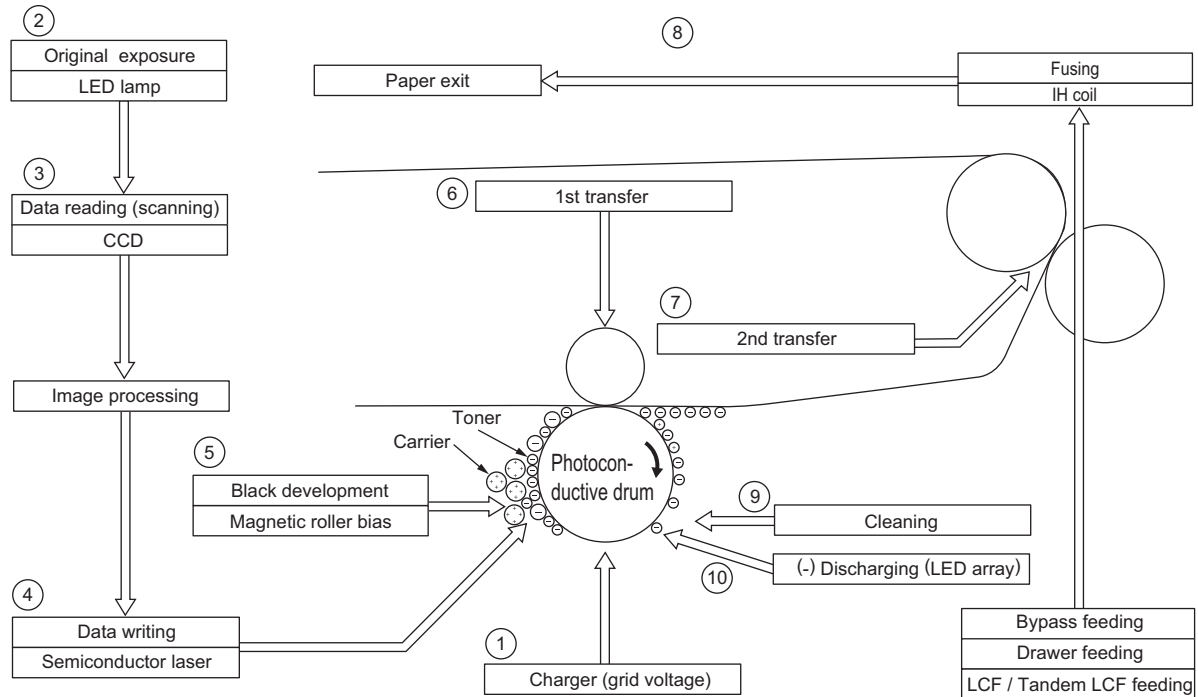 2
Original exposure
LED lamp
3
Data reading (scanning)
CCD
Image processing
5
Black development
Magnetic roller bias
4
Data writing
Semiconductor laser
8
Paper exit
Fusing
IH coil
6
1st transfer
7
2nd transfer
Toner
Carrier
Photocon-
ductive drum
9
Cleaning
(-) Discharging (LED array)
10
1
Charger (grid voltage)
Bypass feeding
Drawer feeding
LCF / Tandem LCF feeding